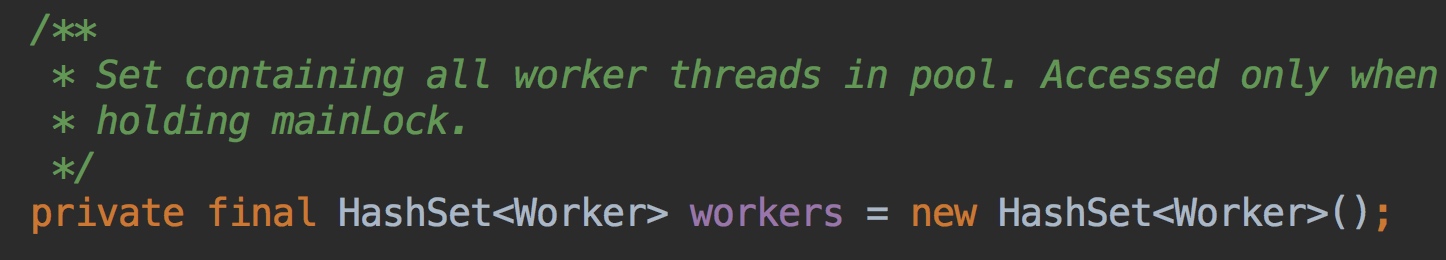 /**
 * Set containing all worker threads in pool. Accessed only when
 * holding mainLock.
 */
private final HashSet<Worker> workers = new HashSet<Worker>();